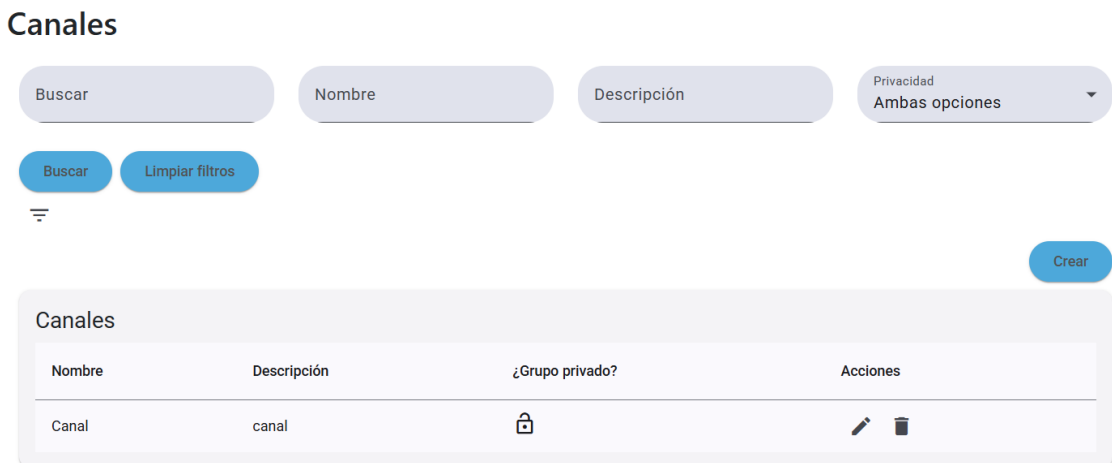 Canales
Buscar
Nombre
Descripción
Privacidad
Ambas opciones
Buscar
Limpiar filtros
Crear
Canales
Nombre Descripción ¿Grupo privado? Acciones
Canal canal